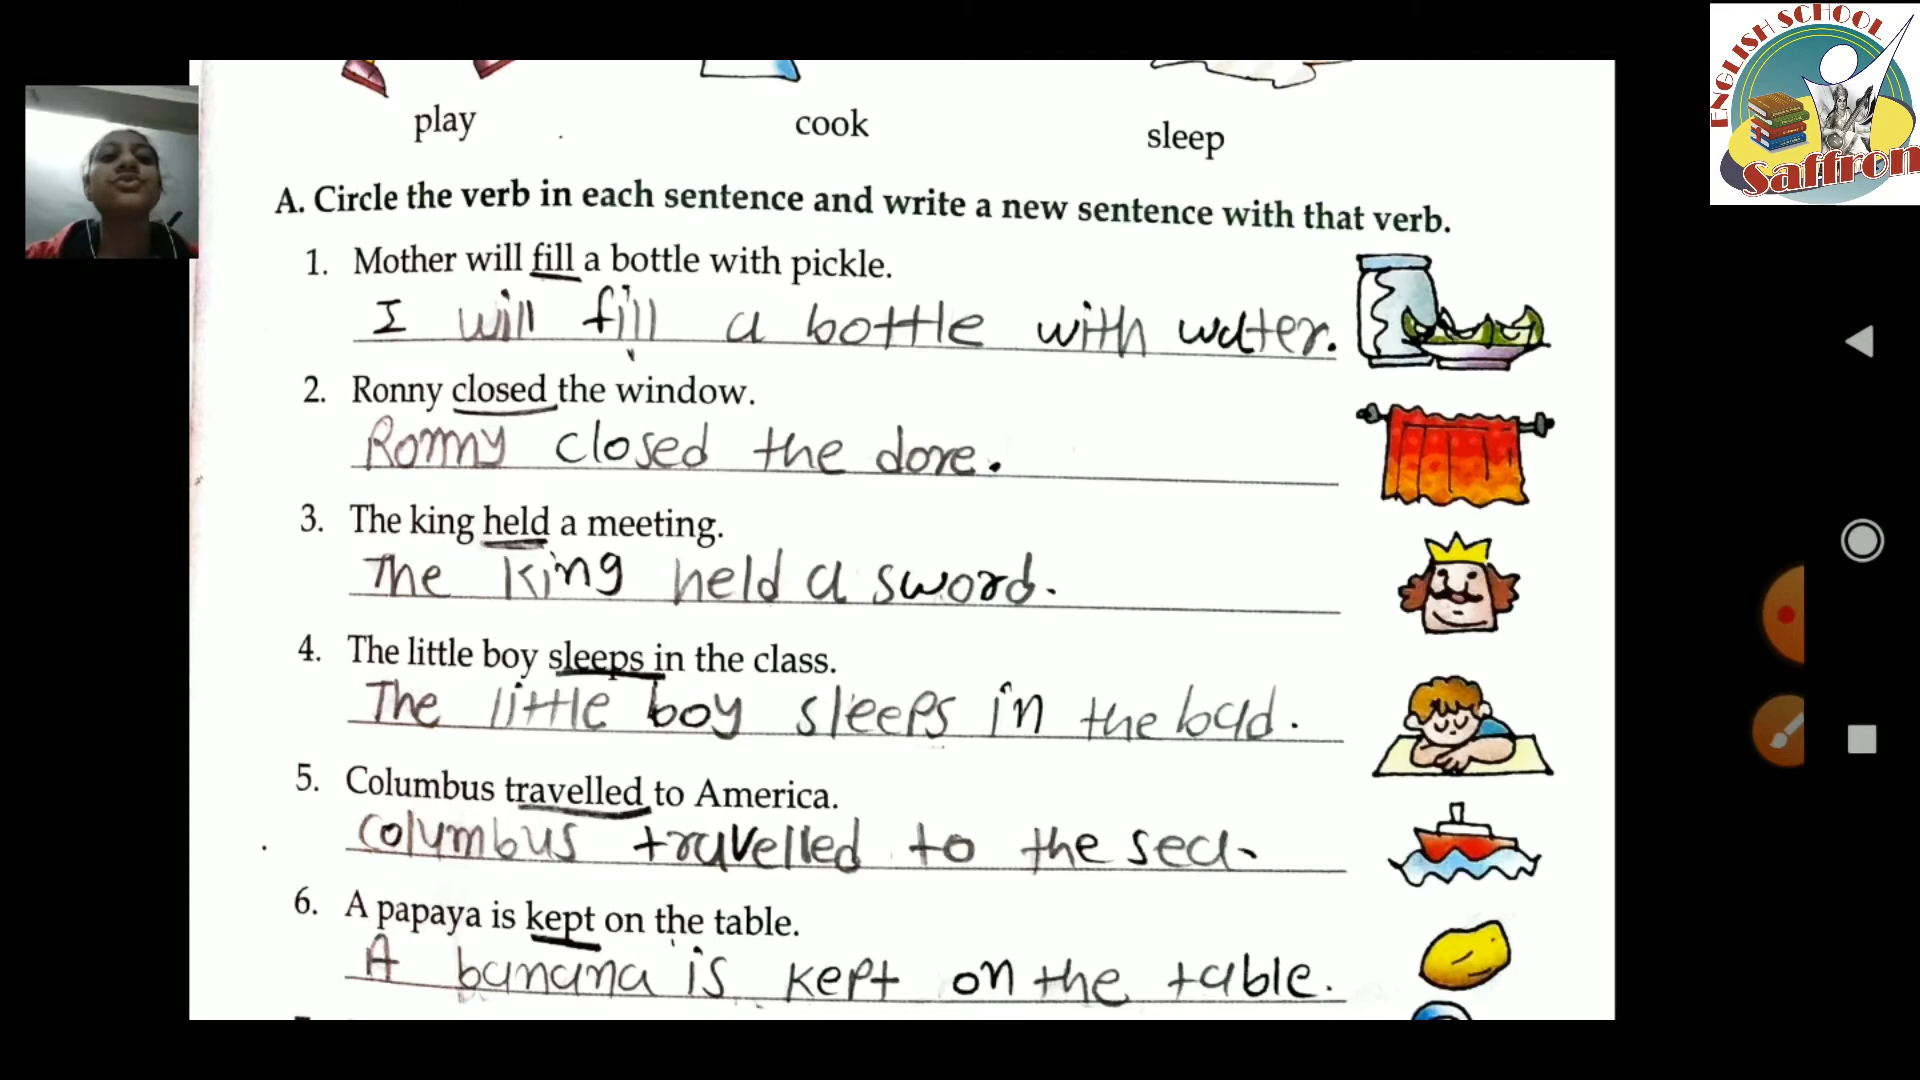 ENGLISH SCHOOL
Saffron
play cook sleep
A. Circle the verb in each sentence and write a new sentence with that verb.
1. Mother will fill a bottle with pickle.
I will fill a bottle with water.
2. Ronny closed the window.
Ronny closed the dore.
3. The king held a meeting.
The king held a sword.
4. The little boy sleeps in the class.
The little boy sleeps in the bad.
5. Columbus travelled to America.
Columbus travelled to the sea.
6. A papaya is kept on the table.
A banana is kept on the table.